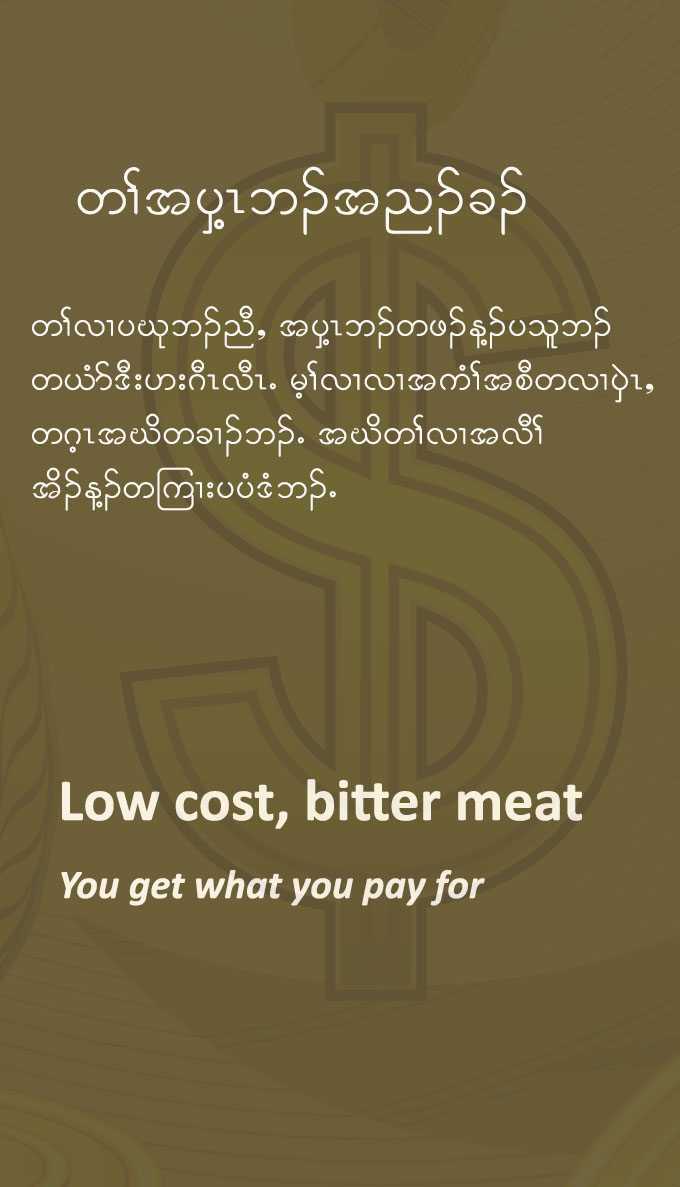 တၢ်အပှ့ၤဘၣ်အညၣ်ခၣ်
တၢ်လၢပဃုဘၣ်ညီ, အပှ့ၤဘၣ်တဖၣ်န့ၣ်ပသူဘၣ်
တယံာ်ဒီးဟးဂီၤလီၤ. မ့ၢ်လၢလၢအကံၢ်အစီတလၢပှဲၤ,
တဂ့ၤအဃိတခၢၣ်ဘၣ်. အဃိတၢ်လၢအလီၢ်
အိၣ်န့ၣ်တကြၢးပပံဒံဘၣ်.
Low cost, bitter meat
You get what you pay for